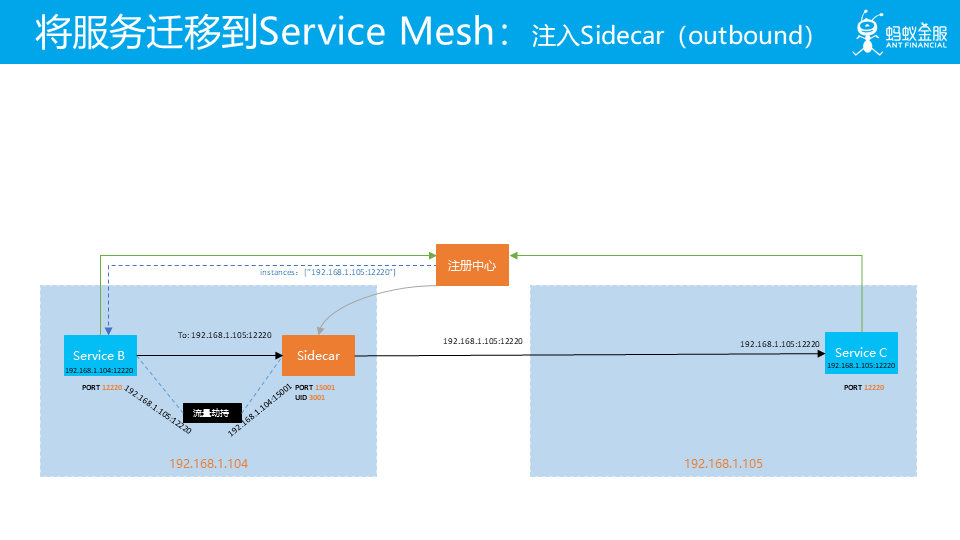 将服务迁移到Service Mesh：注入Sidecar（outbound）
蚂蚁金服
ANT FINANCIAL
注册中心
instances：["192.168.1.105:12220"]
To: 192.168.1.105:12220
Service B
192.168.1.104:12220
PORT 12220
Sidecar
PORT 15001
UID 3001
192.168.1.105:12220
流量劫持
192.168.1.104:15001
192.168.1.104
192.168.1.105:12220
192.168.1.105:12220
Service C
192.168.1.105:12220
PORT 12220
192.168.1.105